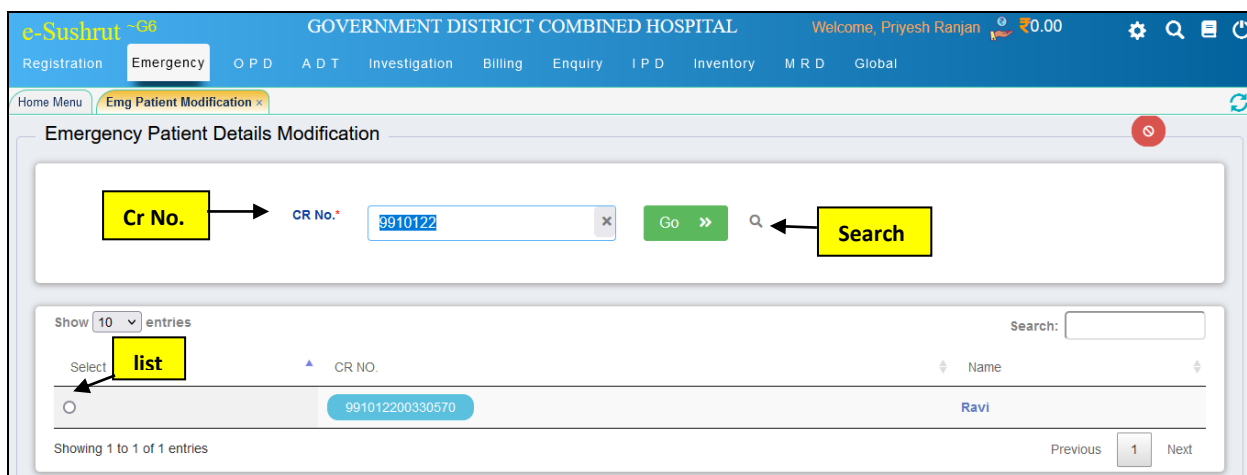 e-Sushrut ~G6 GOVERNMENT DISTRICT COMBINED HOSPITAL Welcome, Priyesh Ranjan ₹0.00
Registration Emergency O P D A D T Investigation Billing Enquiry I P D Inventory M R D Global
Home Menu Emg Patient Modification ×
Emergency Patient Details Modification
Cr No. CR No.* 9910122 × Go » Search
Show 10 entries Search:
Select list CR NO. Name
991012200330570 Ravi
Showing 1 to 1 of 1 entries Previous 1 Next